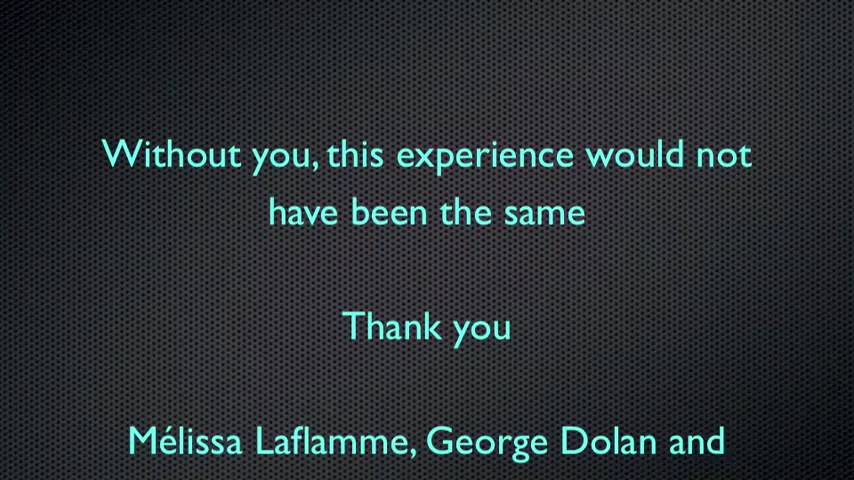 Without you, this experience would not
have been the same
Thank you
Mélissa Laflamme, George Dolan and